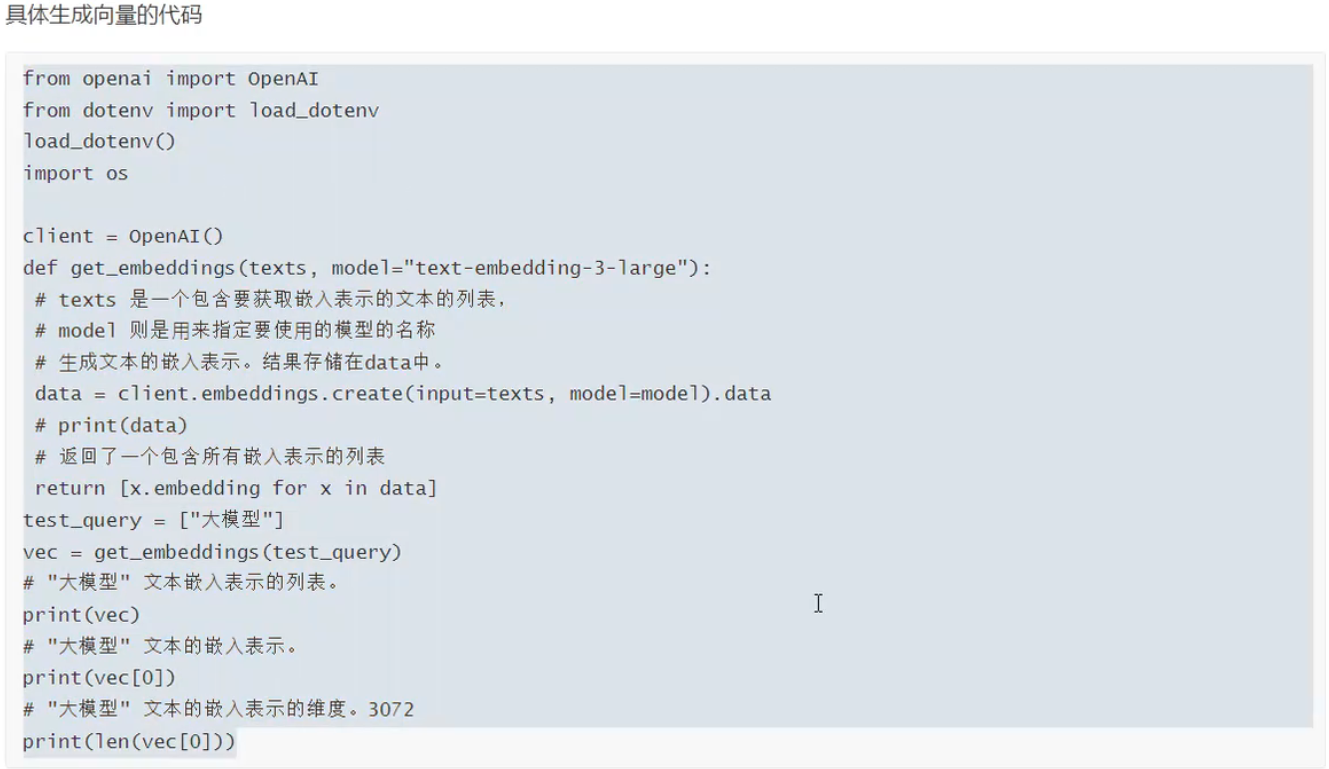 具体生成向量的代码
from openai import OpenAI
from dotenv import load_dotenv
load_dotenv()
import os
client = OpenAI()
def get_embeddings(texts, model="text-embedding-3-large"):
# texts 是一个包含要获取嵌入表示的文本的列表，
# model 则是用来指定要使用的模型的名称
# 生成文本的嵌入表示。结果存储在data中。
data = client.embeddings.create(input=texts, model=model).data
# print(data)
# 返回了一个包含所有嵌入表示的列表
return [x.embedding for x in data]
test_query = ["大模型"]
vec = get_embeddings(test_query)
# "大模型" 文本嵌入表示的列表。
print(vec)
# "大模型" 文本的嵌入表示。
print(vec[0])
# "大模型" 文本的嵌入表示的维度。3072
print(len(vec[0]))